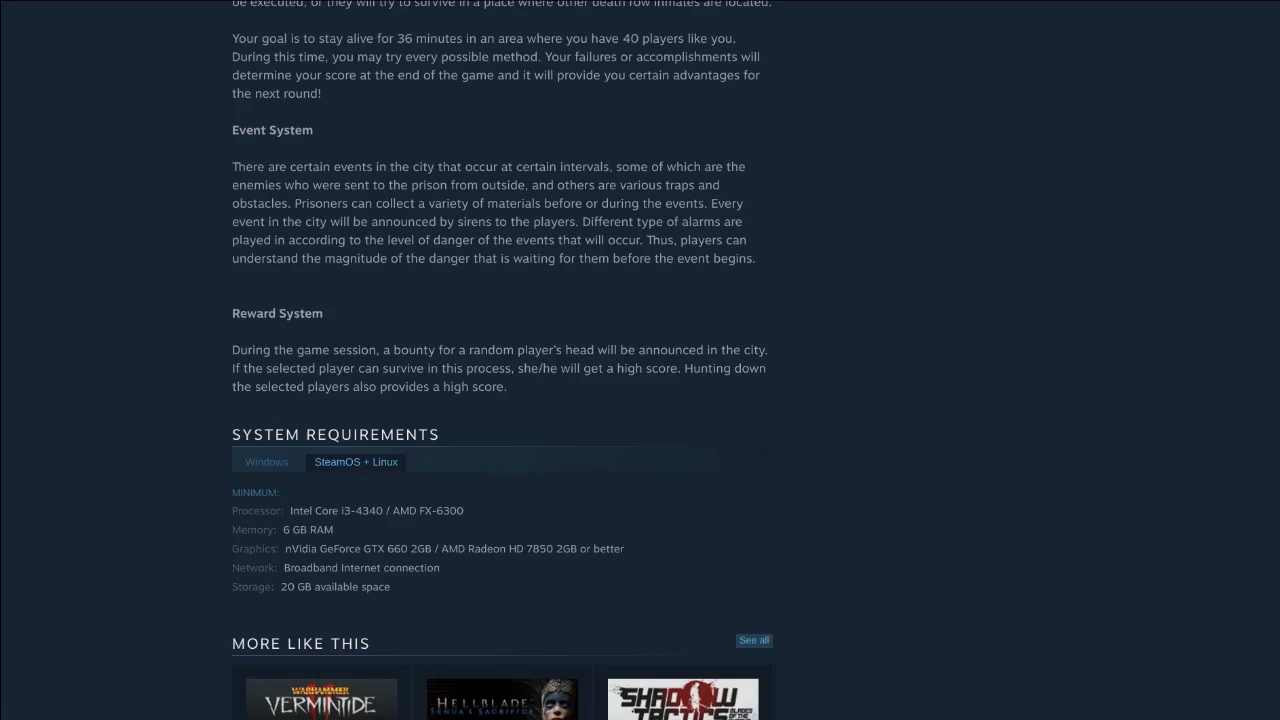 be executed, or they will try to survive in a place where other death row inmates are located.
Your goal is to stay alive for 36 minutes in an area where you have 40 players like you.
During this time, you may try every possible method. Your failures or accomplishments will
determine your score at the end of the game and it will provide you certain advantages for
the next round!
Event System
There are certain events in the city that occur at certain intervals, some of which are the
enemies who were sent to the prison from outside, and others are various traps and
obstacles. Prisoners can collect a variety of materials before or during the events. Every
event in the city will be announced by sirens to the players. Different type of alarms are
played in according to the level of danger of the events that will occur. Thus, players can
understand the magnitude of the danger that is waiting for them before the event begins.
Reward System
During the game session, a bounty for a random player's head will be announced in the city.
If the selected player can survive in this process, she/he will get a high score. Hunting down
the selected players also provides a high score.
SYSTEM REQUIREMENTS
Windows SteamOS + Linux
MINIMUM:
Processor: Intel Core i3-4340 / AMD FX-6300
Memory: 6 GB RAM
Graphics: nVidia GeForce GTX 660 2GB / AMD Radeon HD 7850 2GB or better
Network: Broadband Internet connection
Storage: 20 GB available space
MORE LIKE THIS
See all
WARHAMMER
VERMINTIDE
HELLBLADE
SENUA'S SACRIFICE
SHADOW
TACTICS
BLADES
OF THE